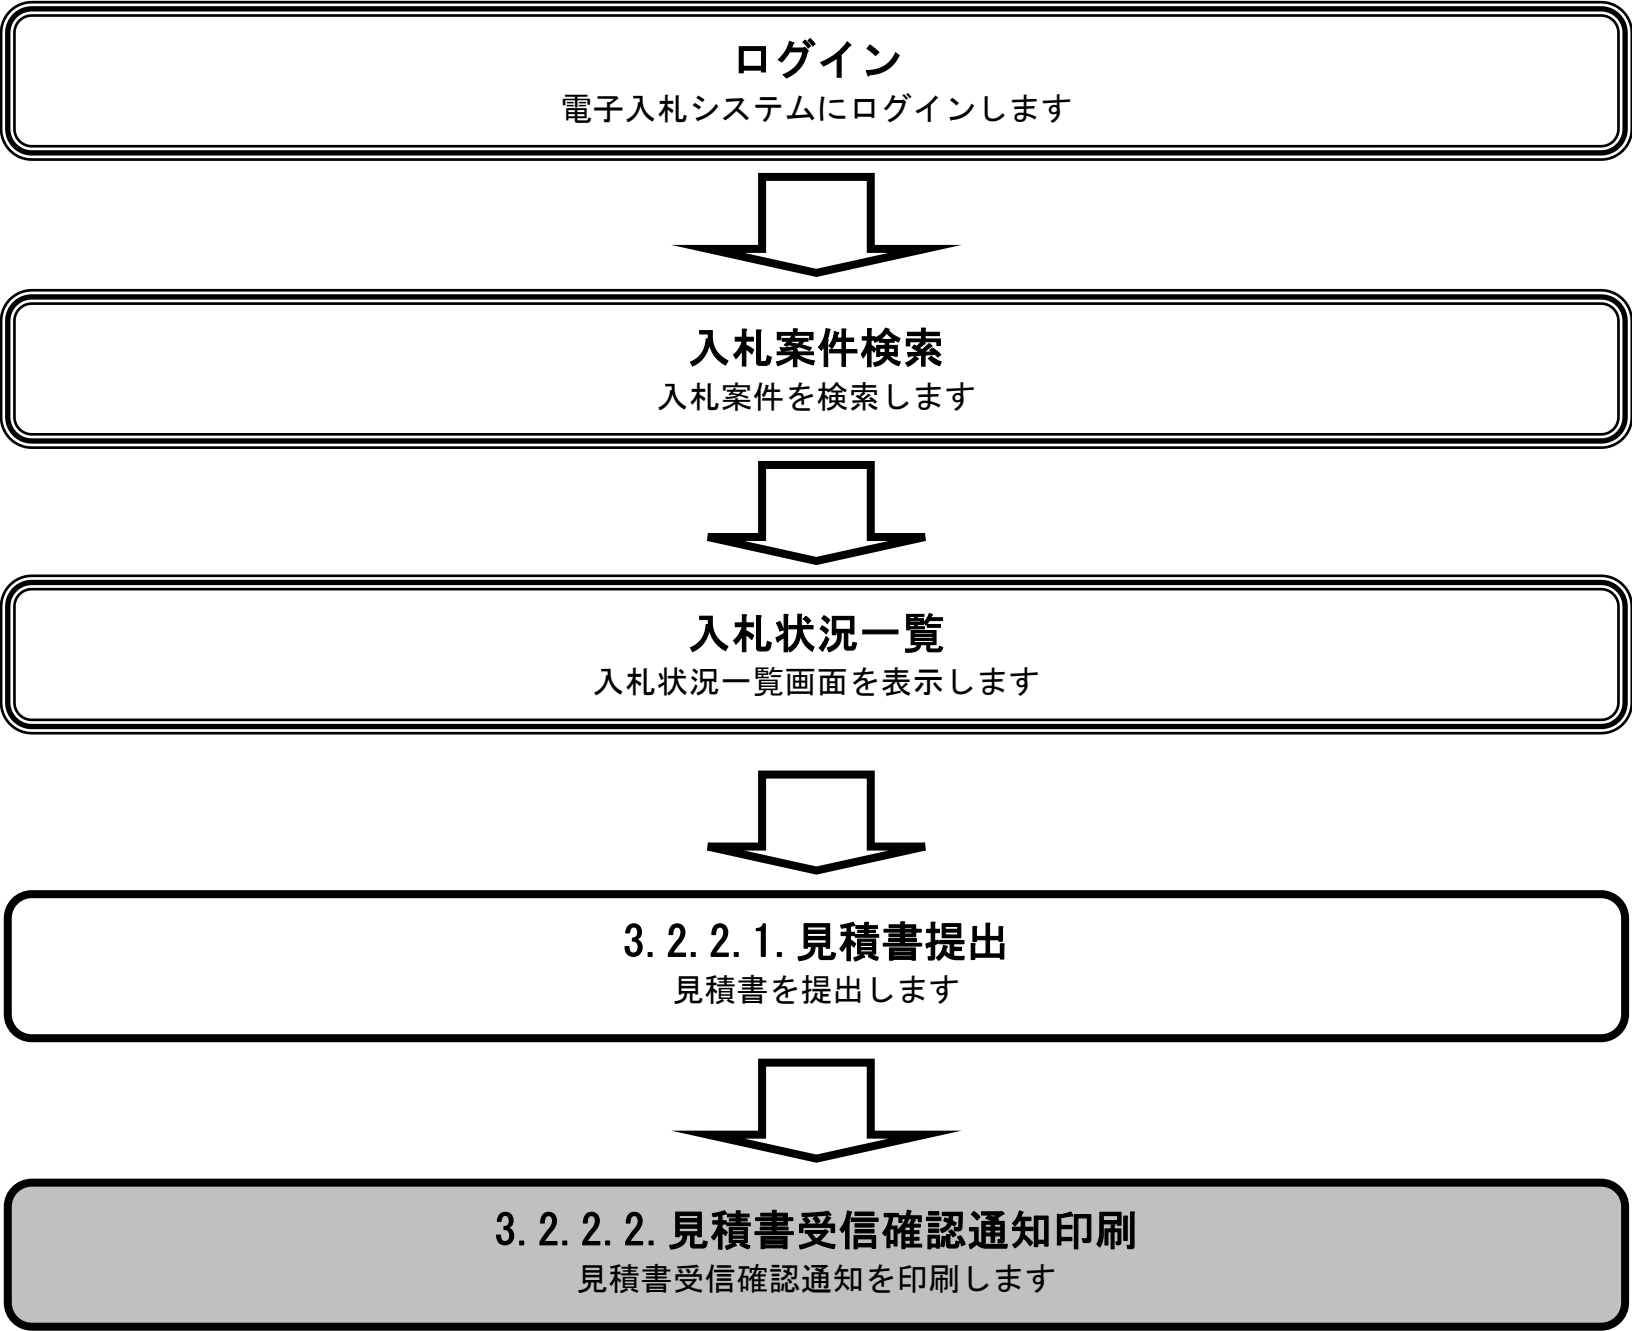 ログイン
電子入札システムにログインします
入札案件検索
入札案件を検索します
入札状況一覧
入札状況一覧画面を表示します
3.2.2.1.見積書提出
見積書を提出します
3.2.2.2.見積書受信確認通知印刷
見積書受信確認通知を印刷します